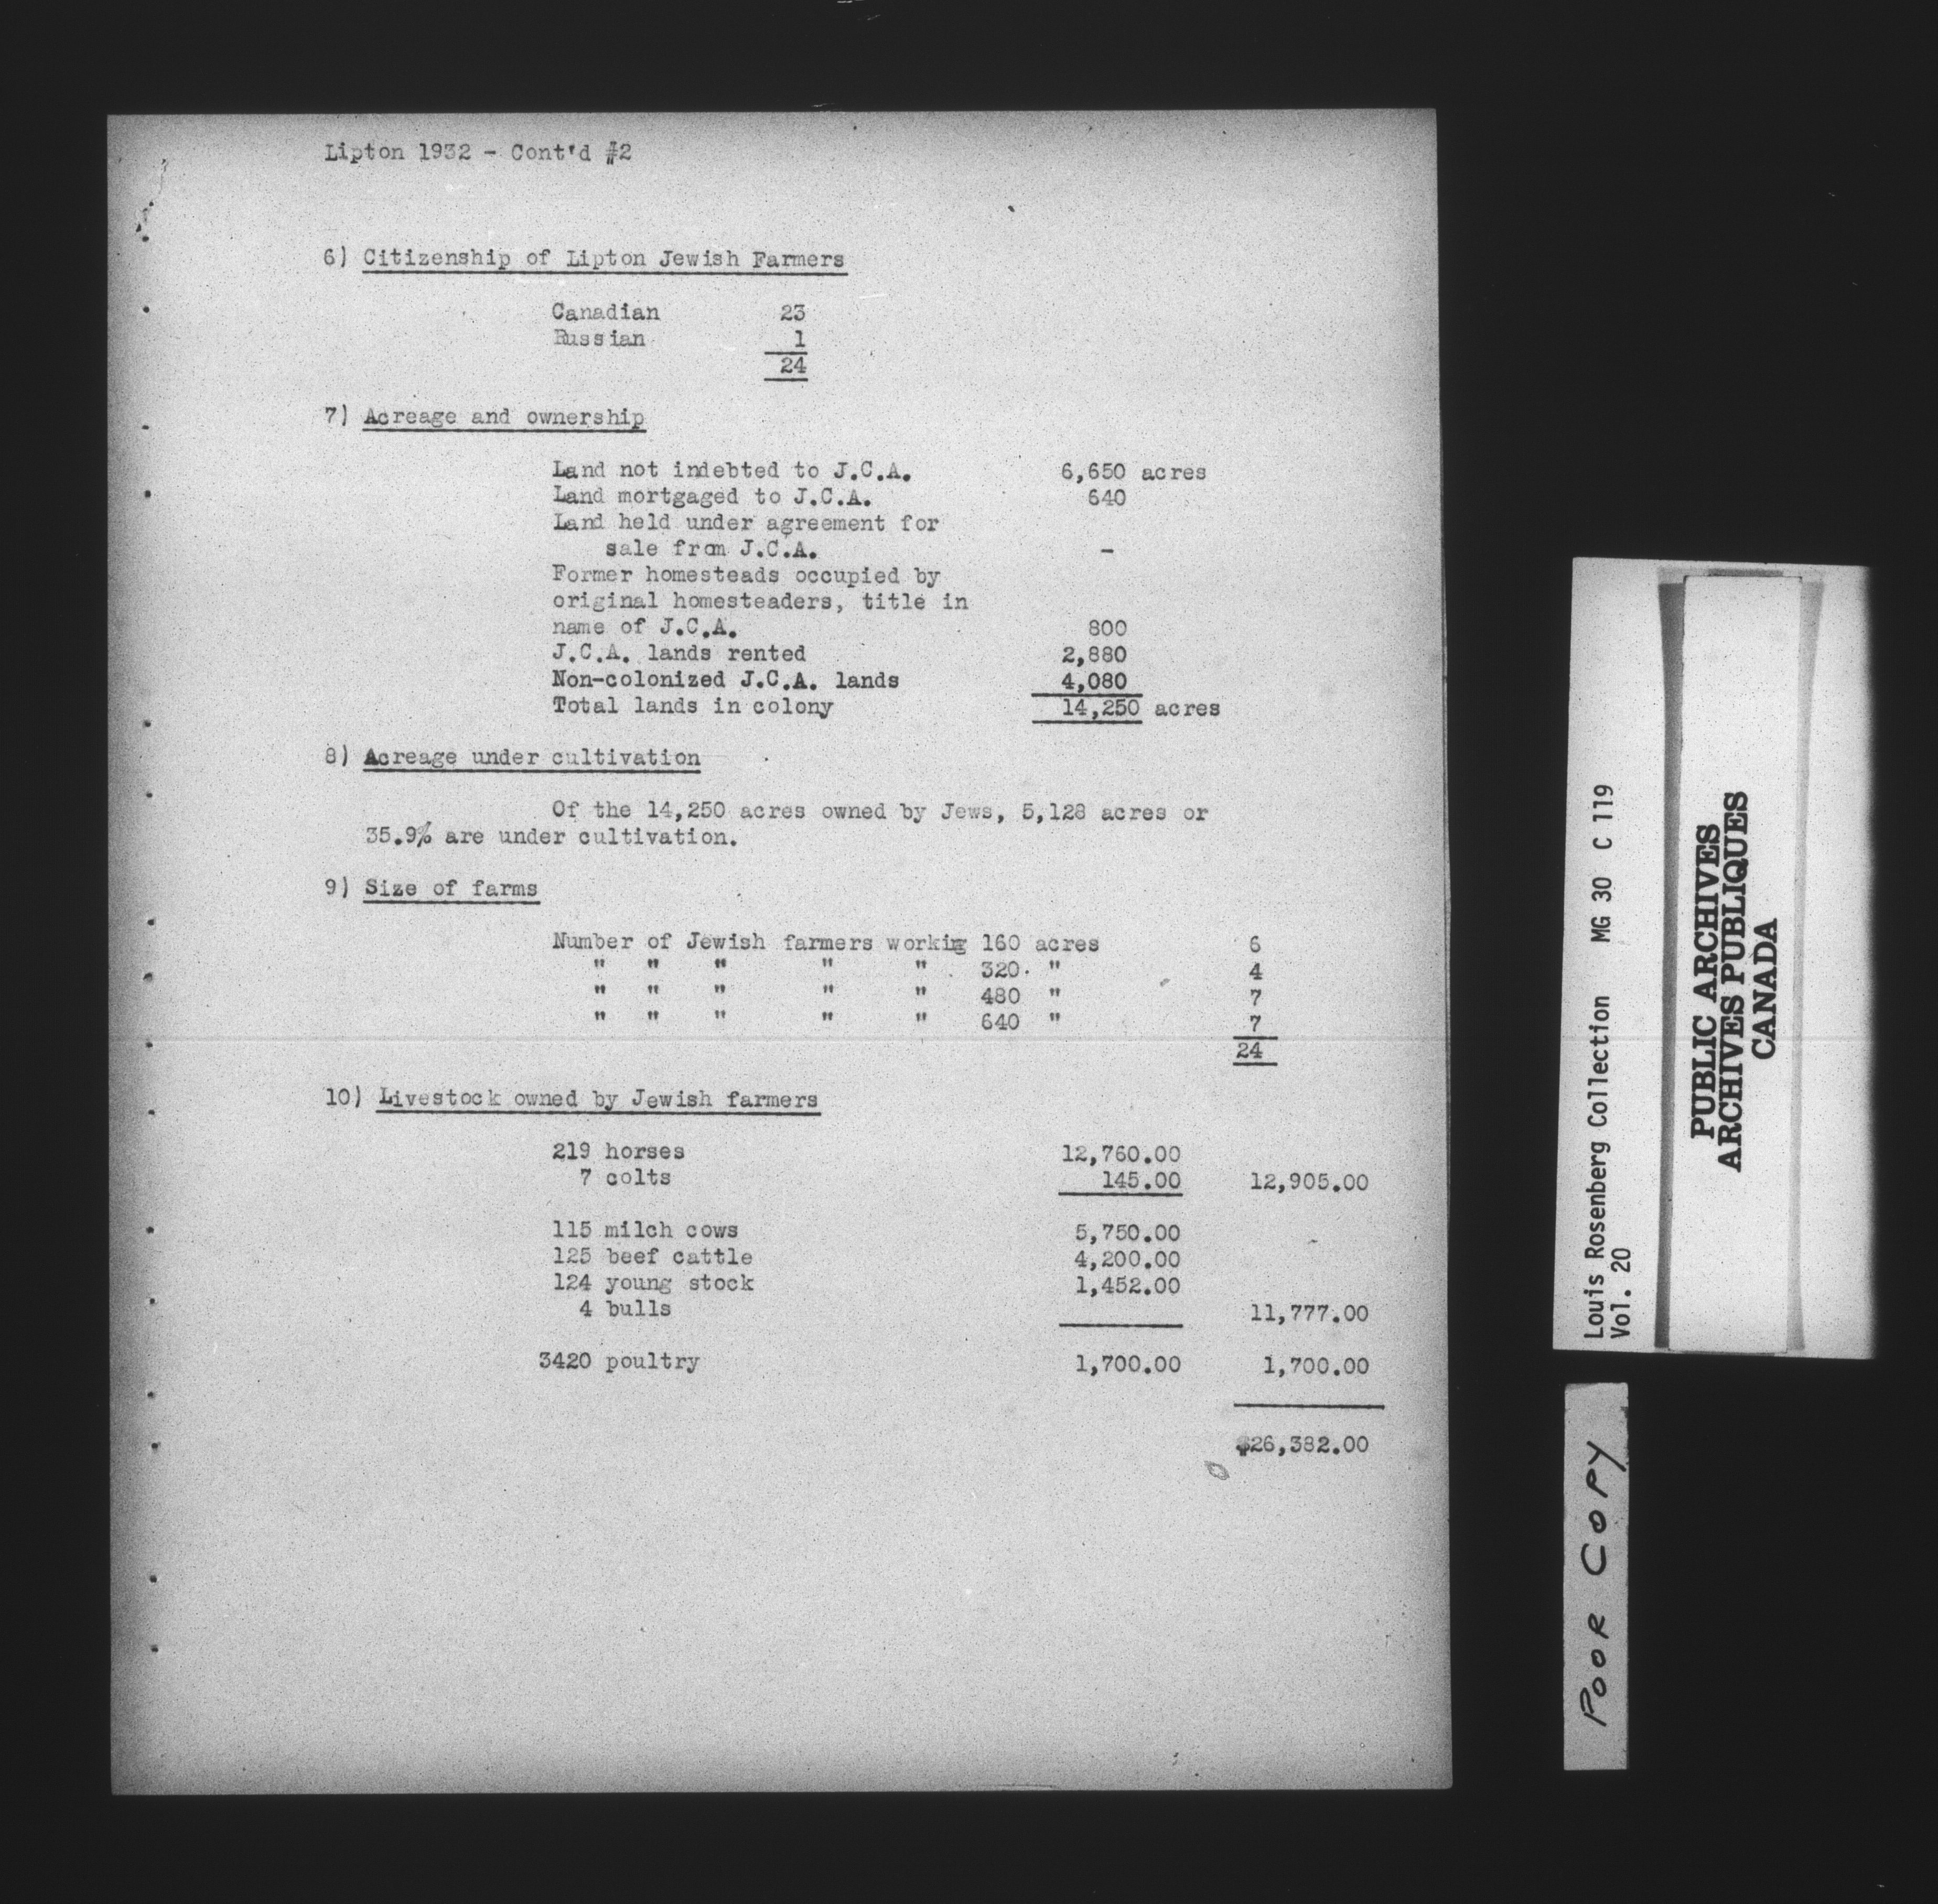 Lipton 1932 - Cont'd #2
6) Citizenship of Lipton Jewish Farmers
Canadian 23
Russian 1
24
7) Acreage and ownership
Land not indebted to J.C.A. 6,650 acres
Land mortgaged to J.C.A. 640
Land held under agreement for
sale from J.C.A. -
Former homesteads occupied by
original homesteaders, title in
name of J.C.A. 800
J.C.A. lands rented 2,880
Non-colonized J.C.A. lands 4,080
Total lands in colony 14,250 acres
8) Acreage under cultivation
Of the 14,250 acres owned by Jews, 5,128 acres or
35.9% are under cultivation.
9) Size of farms
Number of Jewish farmers working 160 acres 6
" " " " " 320 " 4
" " " " " 480 " 7
" " " " " 640 " 7
24
10) Livestock owned by Jewish farmers
219 horses 12,760.00
7 colts 145.00 12,905.00
115 milch cows 5,750.00
125 beef cattle 4,200.00
124 young stock 1,452.00
4 bulls 11,777.00
3420 poultry 1,700.00 1,700.00
$26,382.00
Louis Rosenberg Collection MG 30 C 119
Vol. 20
PUBLIC ARCHIVES
ARCHIVES PUBLIQUES
CANADA
POOR COPY